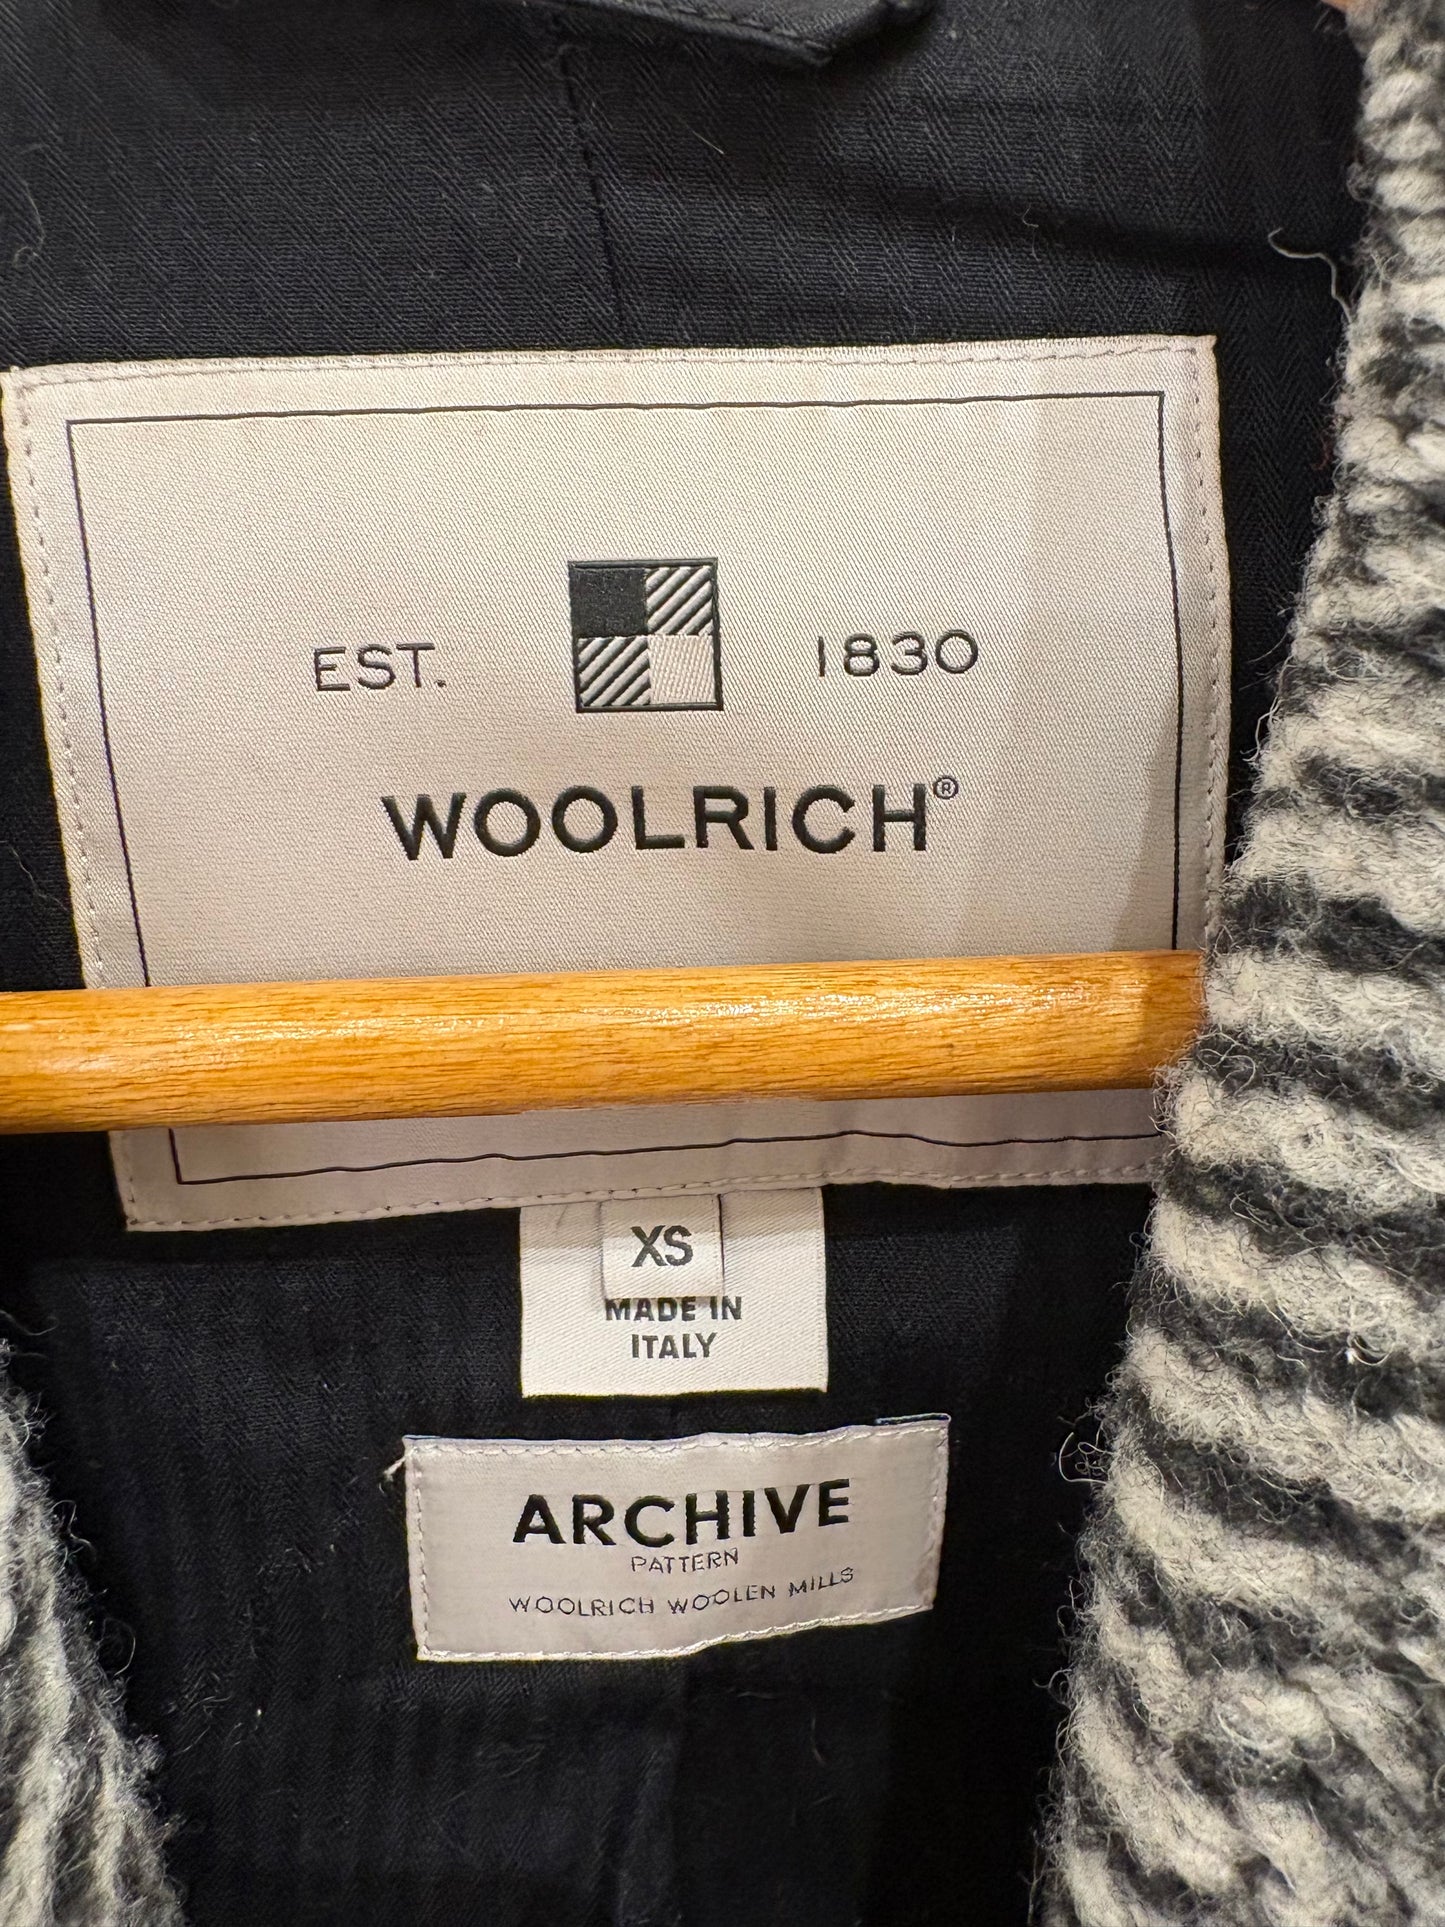 EST. 1830
WOOLRICH®
XS
MADE IN
ITALY
ARCHIVE
PATTERN
WOOLRICH WOOLEN MILLS